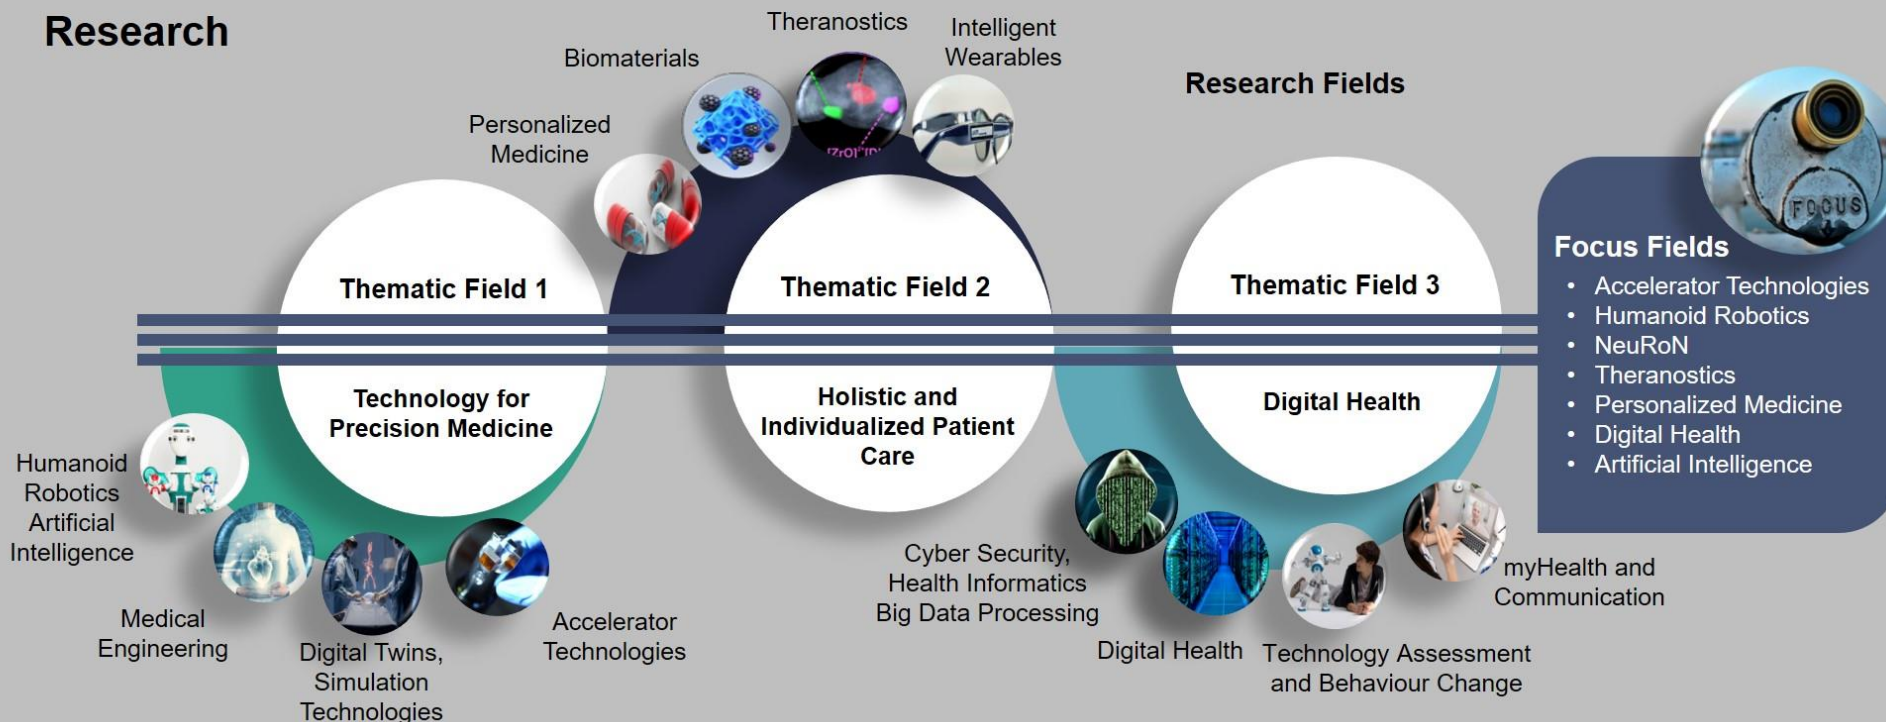 Research
Theranostics
Intelligent
Wearables
Biomaterials
Personalized
Medicine
Research Fields
FOCUS
Thematic Field 1
Technology for
Precision Medicine
Thematic Field 2
Holistic and
Individualized Patient
Care
Thematic Field 3
Digital Health
Focus Fields
• Accelerator Technologies
• Humanoid Robotics
• NeuRoN
• Theranostics
• Personalized Medicine
• Digital Health
• Artificial Intelligence
Humanoid
Robotics
Artificial
Intelligence
Medical
Engineering
Digital Twins,
Simulation
Technologies
Accelerator
Technologies
Cyber Security,
Health Informatics
Big Data Processing
Digital Health
Technology Assessment
and Behaviour Change
myHealth and
Communication